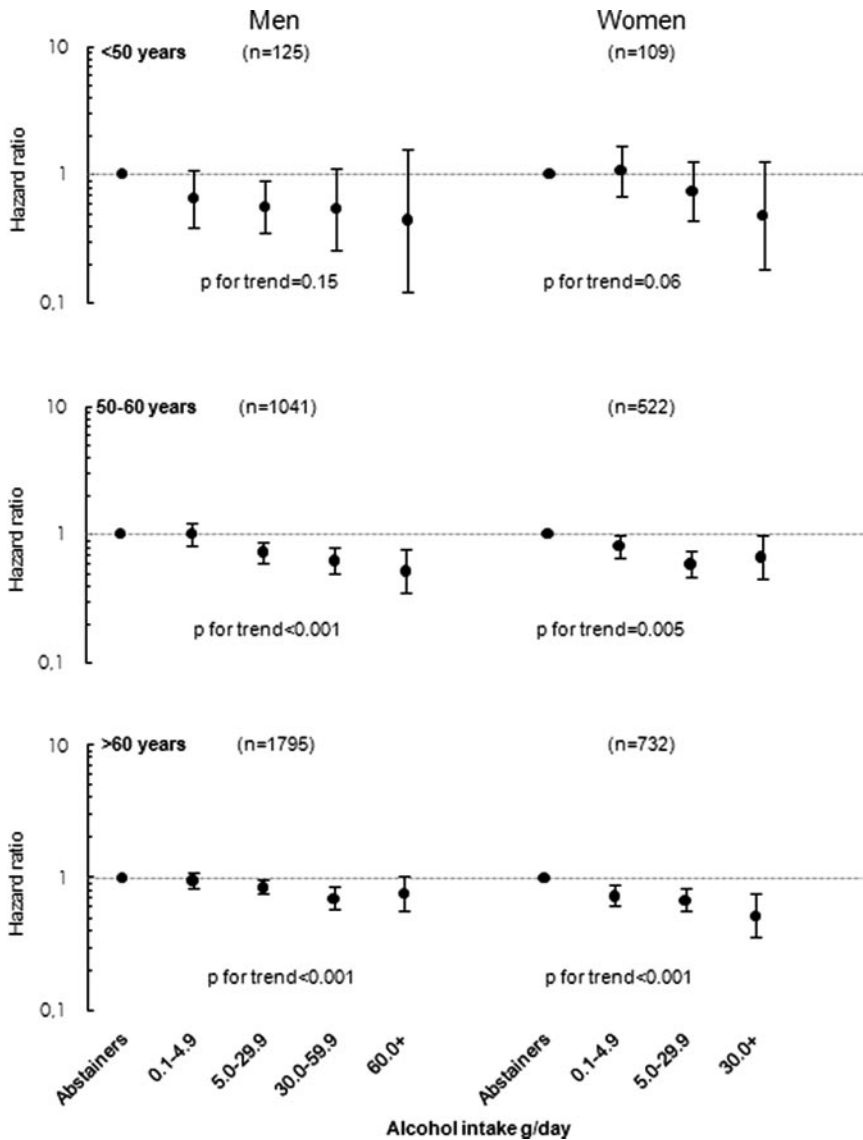 Men Women
<50 years (n=125) (n=109)
10
Hazard ratio
1
p for trend=0.15 p for trend=0.06
0,1
50-60 years (n=1041) (n=522)
10
Hazard ratio
1
p for trend<0.001 p for trend=0.005
0,1
>60 years (n=1795) (n=732)
10
Hazard ratio
1
p for trend<0.001 p for trend<0.001
0,1
Abstainers 0.1-4.9 5.0-29.9 30.0-59.9 60.0+ Abstainers 0.1-4.9 5.0-29.9 30.0+
Alcohol intake g/day